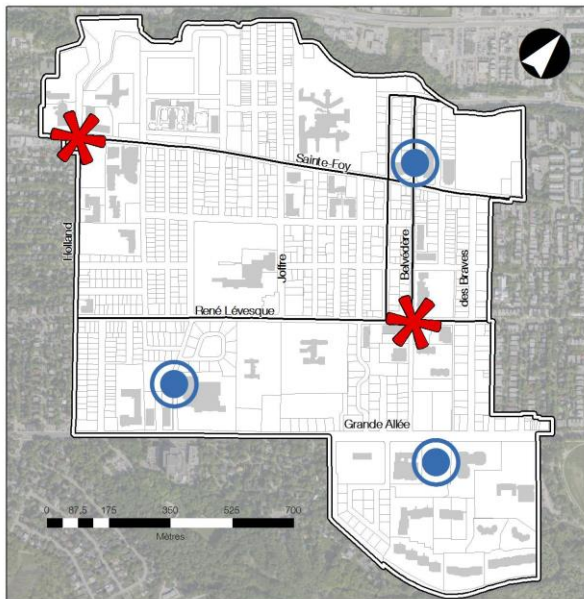 Sainte-Foy
Holland
Joffre
Belvédère
des Braves
René Lévesque
Grande Allée
0 87.5 175 350 525 700
Mètres